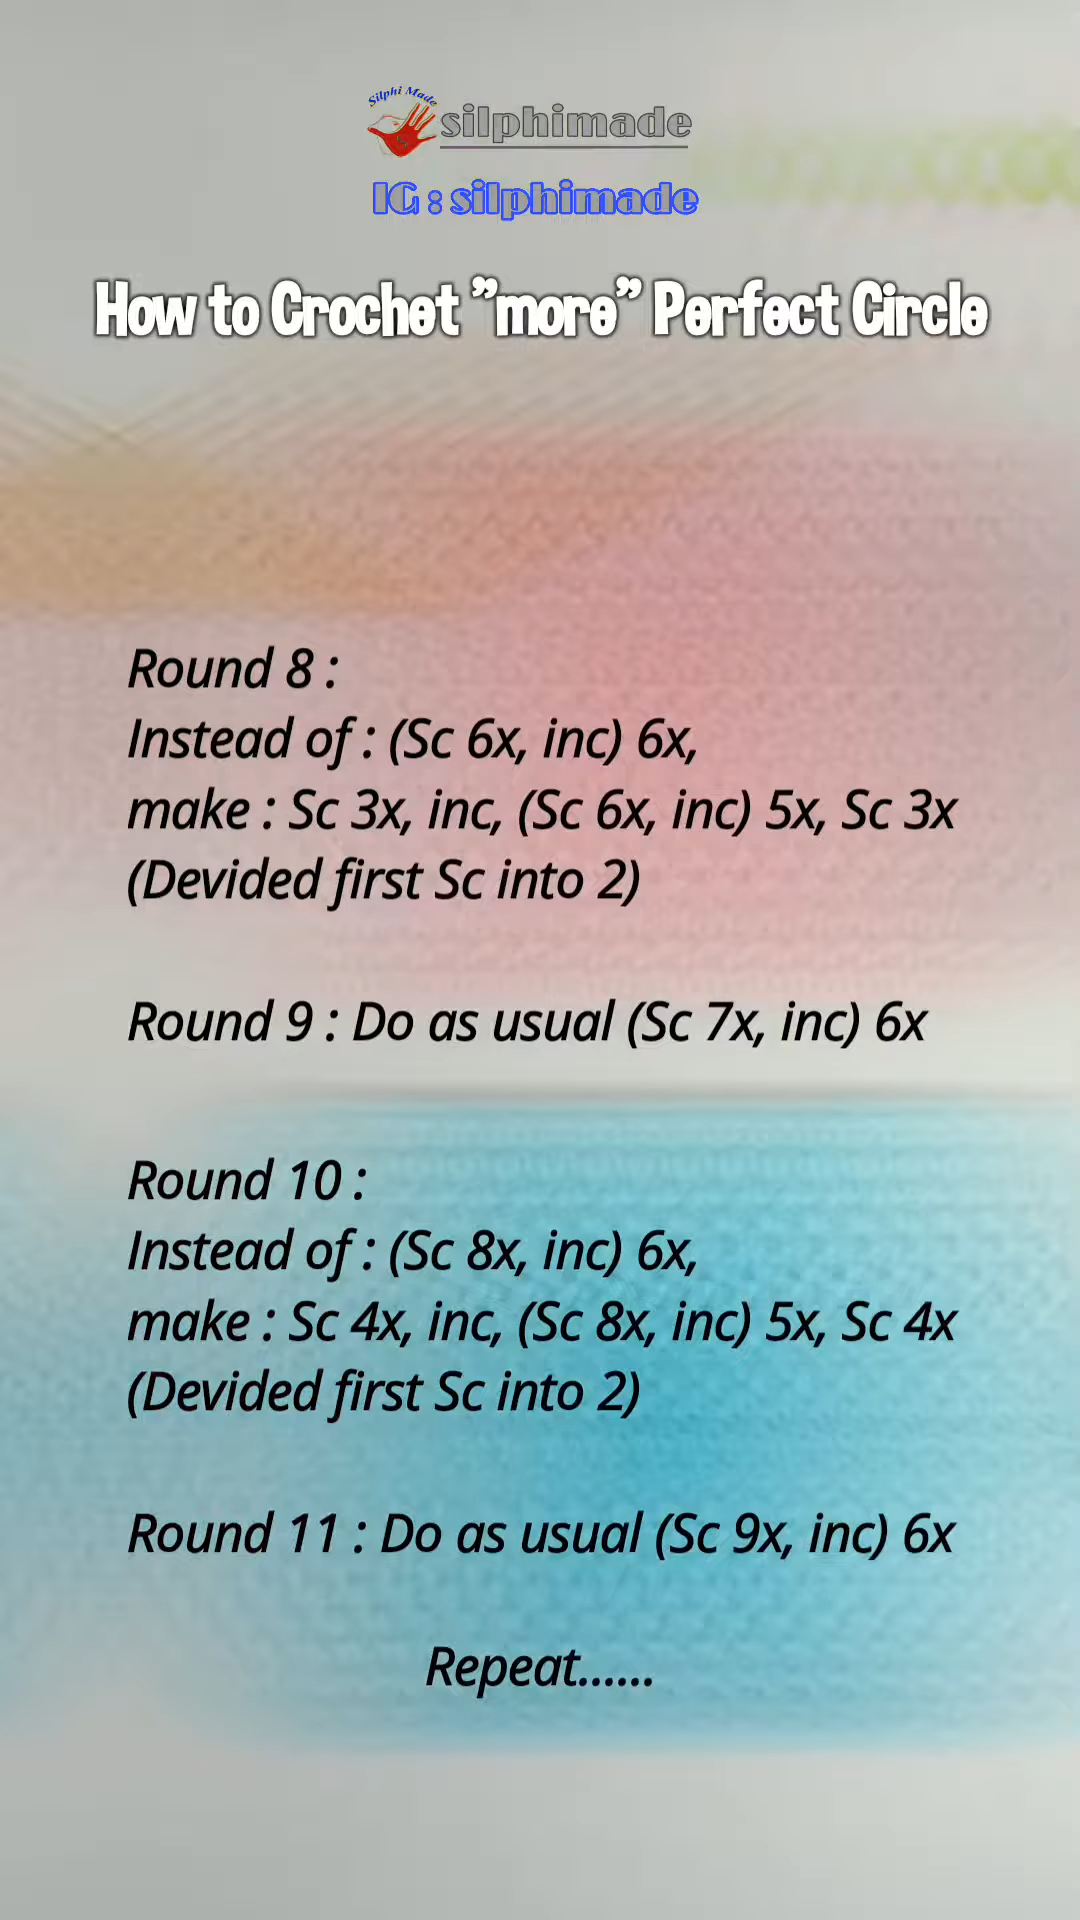 Silphi Made
silphimade
IG : silphimade
How to Crochet "more" Perfect Circle
Round 8 :
Instead of : (Sc 6x, inc) 6x,
make : Sc 3x, inc, (Sc 6x, inc) 5x, Sc 3x
(Devided first Sc into 2)
Round 9 : Do as usual (Sc 7x, inc) 6x
Round 10 :
Instead of : (Sc 8x, inc) 6x,
make : Sc 4x, inc, (Sc 8x, inc) 5x, Sc 4x
(Devided first Sc into 2)
Round 11 : Do as usual (Sc 9x, inc) 6x
Repeat......